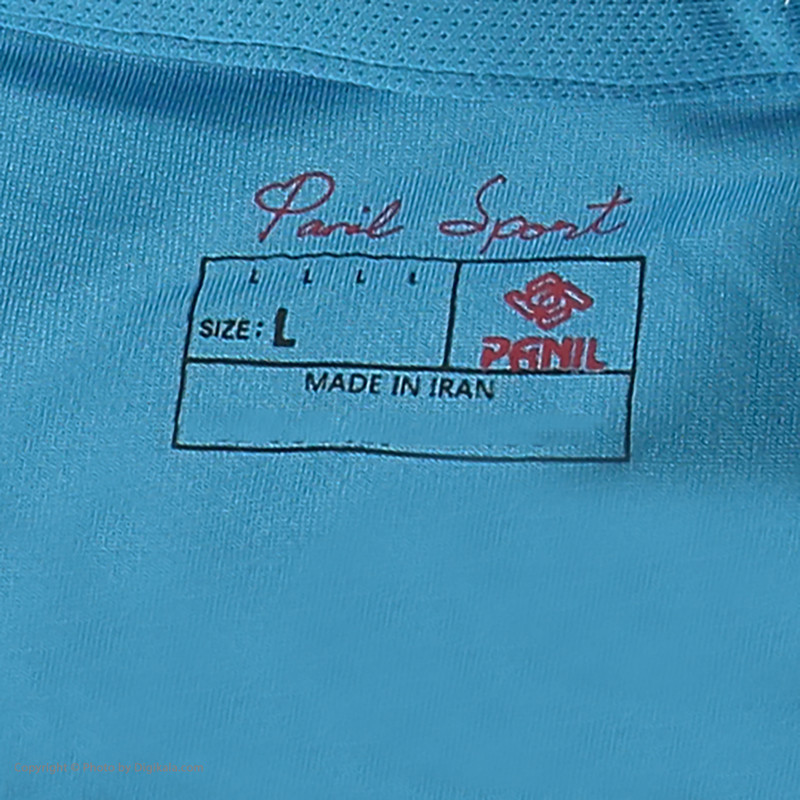 Panil Sport
L L L L
SIZE: L
PANIL
MADE IN IRAN